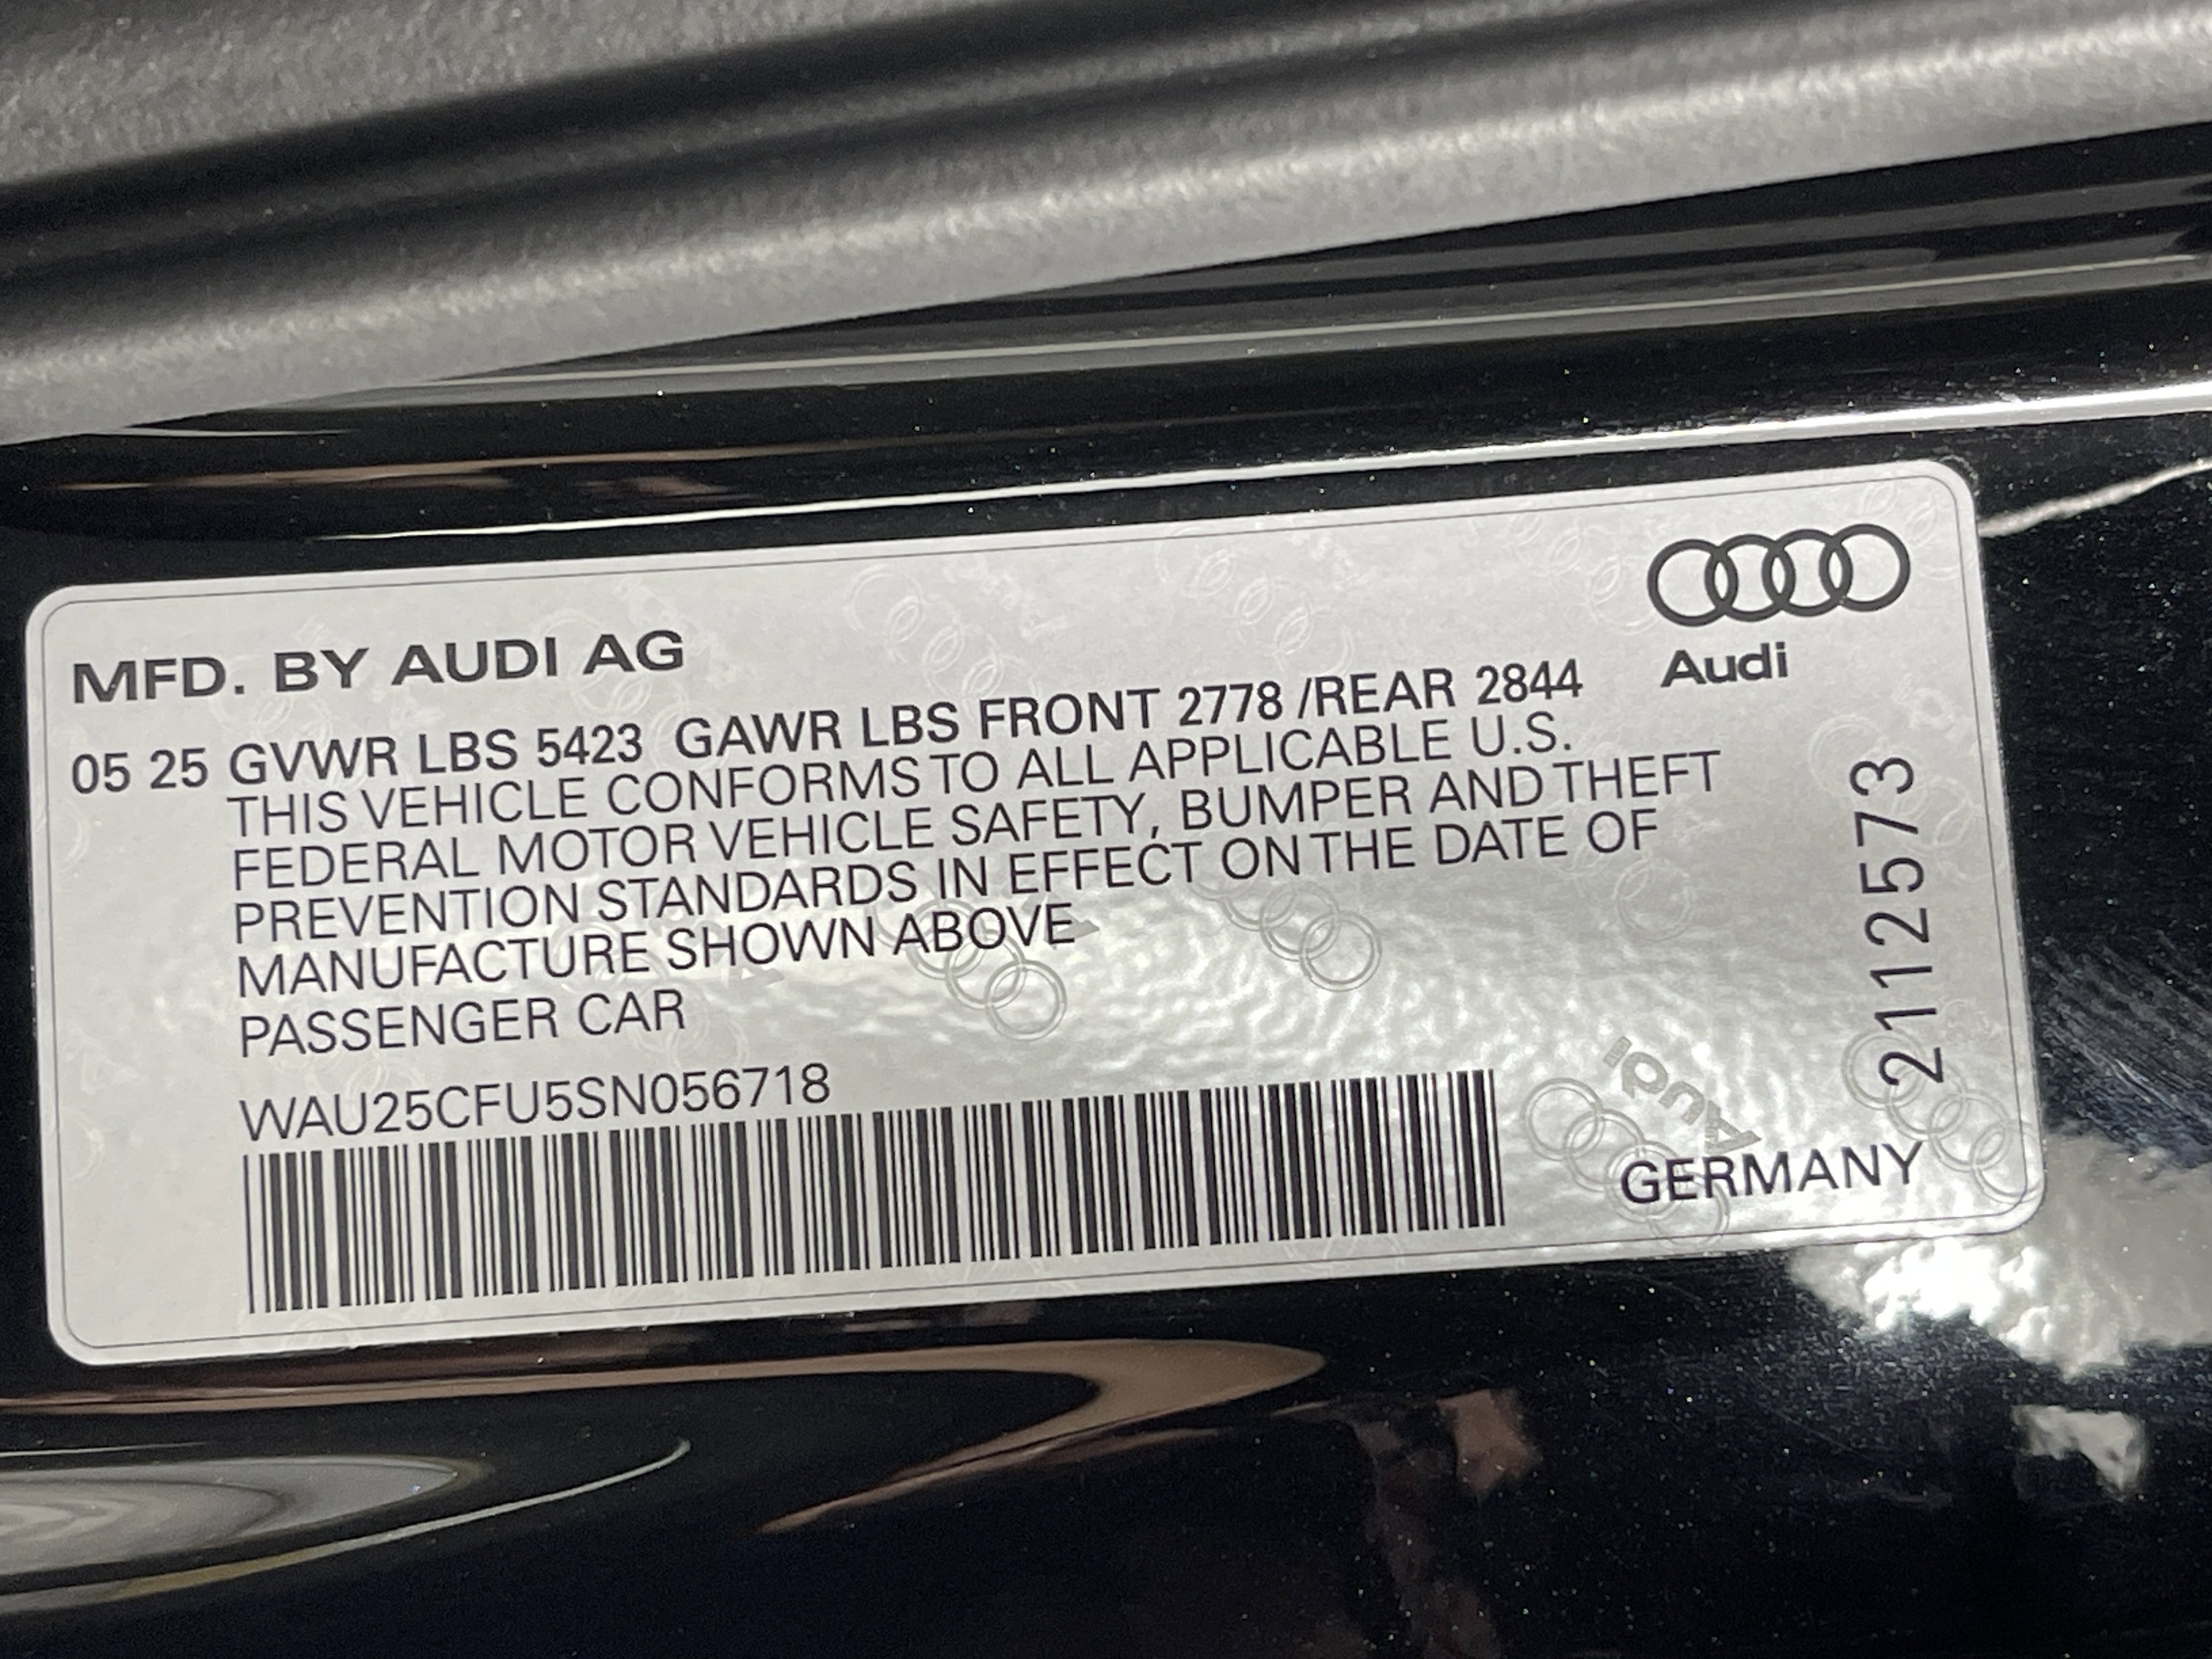 MFD. BY AUDI AG
Audi
05 25 GVWR LBS 5423 GAWR LBS FRONT 2778 /REAR 2844
THIS VEHICLE CONFORMS TO ALL APPLICABLE U.S.
FEDERAL MOTOR VEHICLE SAFETY, BUMPER AND THEFT
PREVENTION STANDARDS IN EFFECT ON THE DATE OF
MANUFACTURE SHOWN ABOVE
PASSENGER CAR
WAU25CFU5SN056718
2112573
Audi
GERMANY